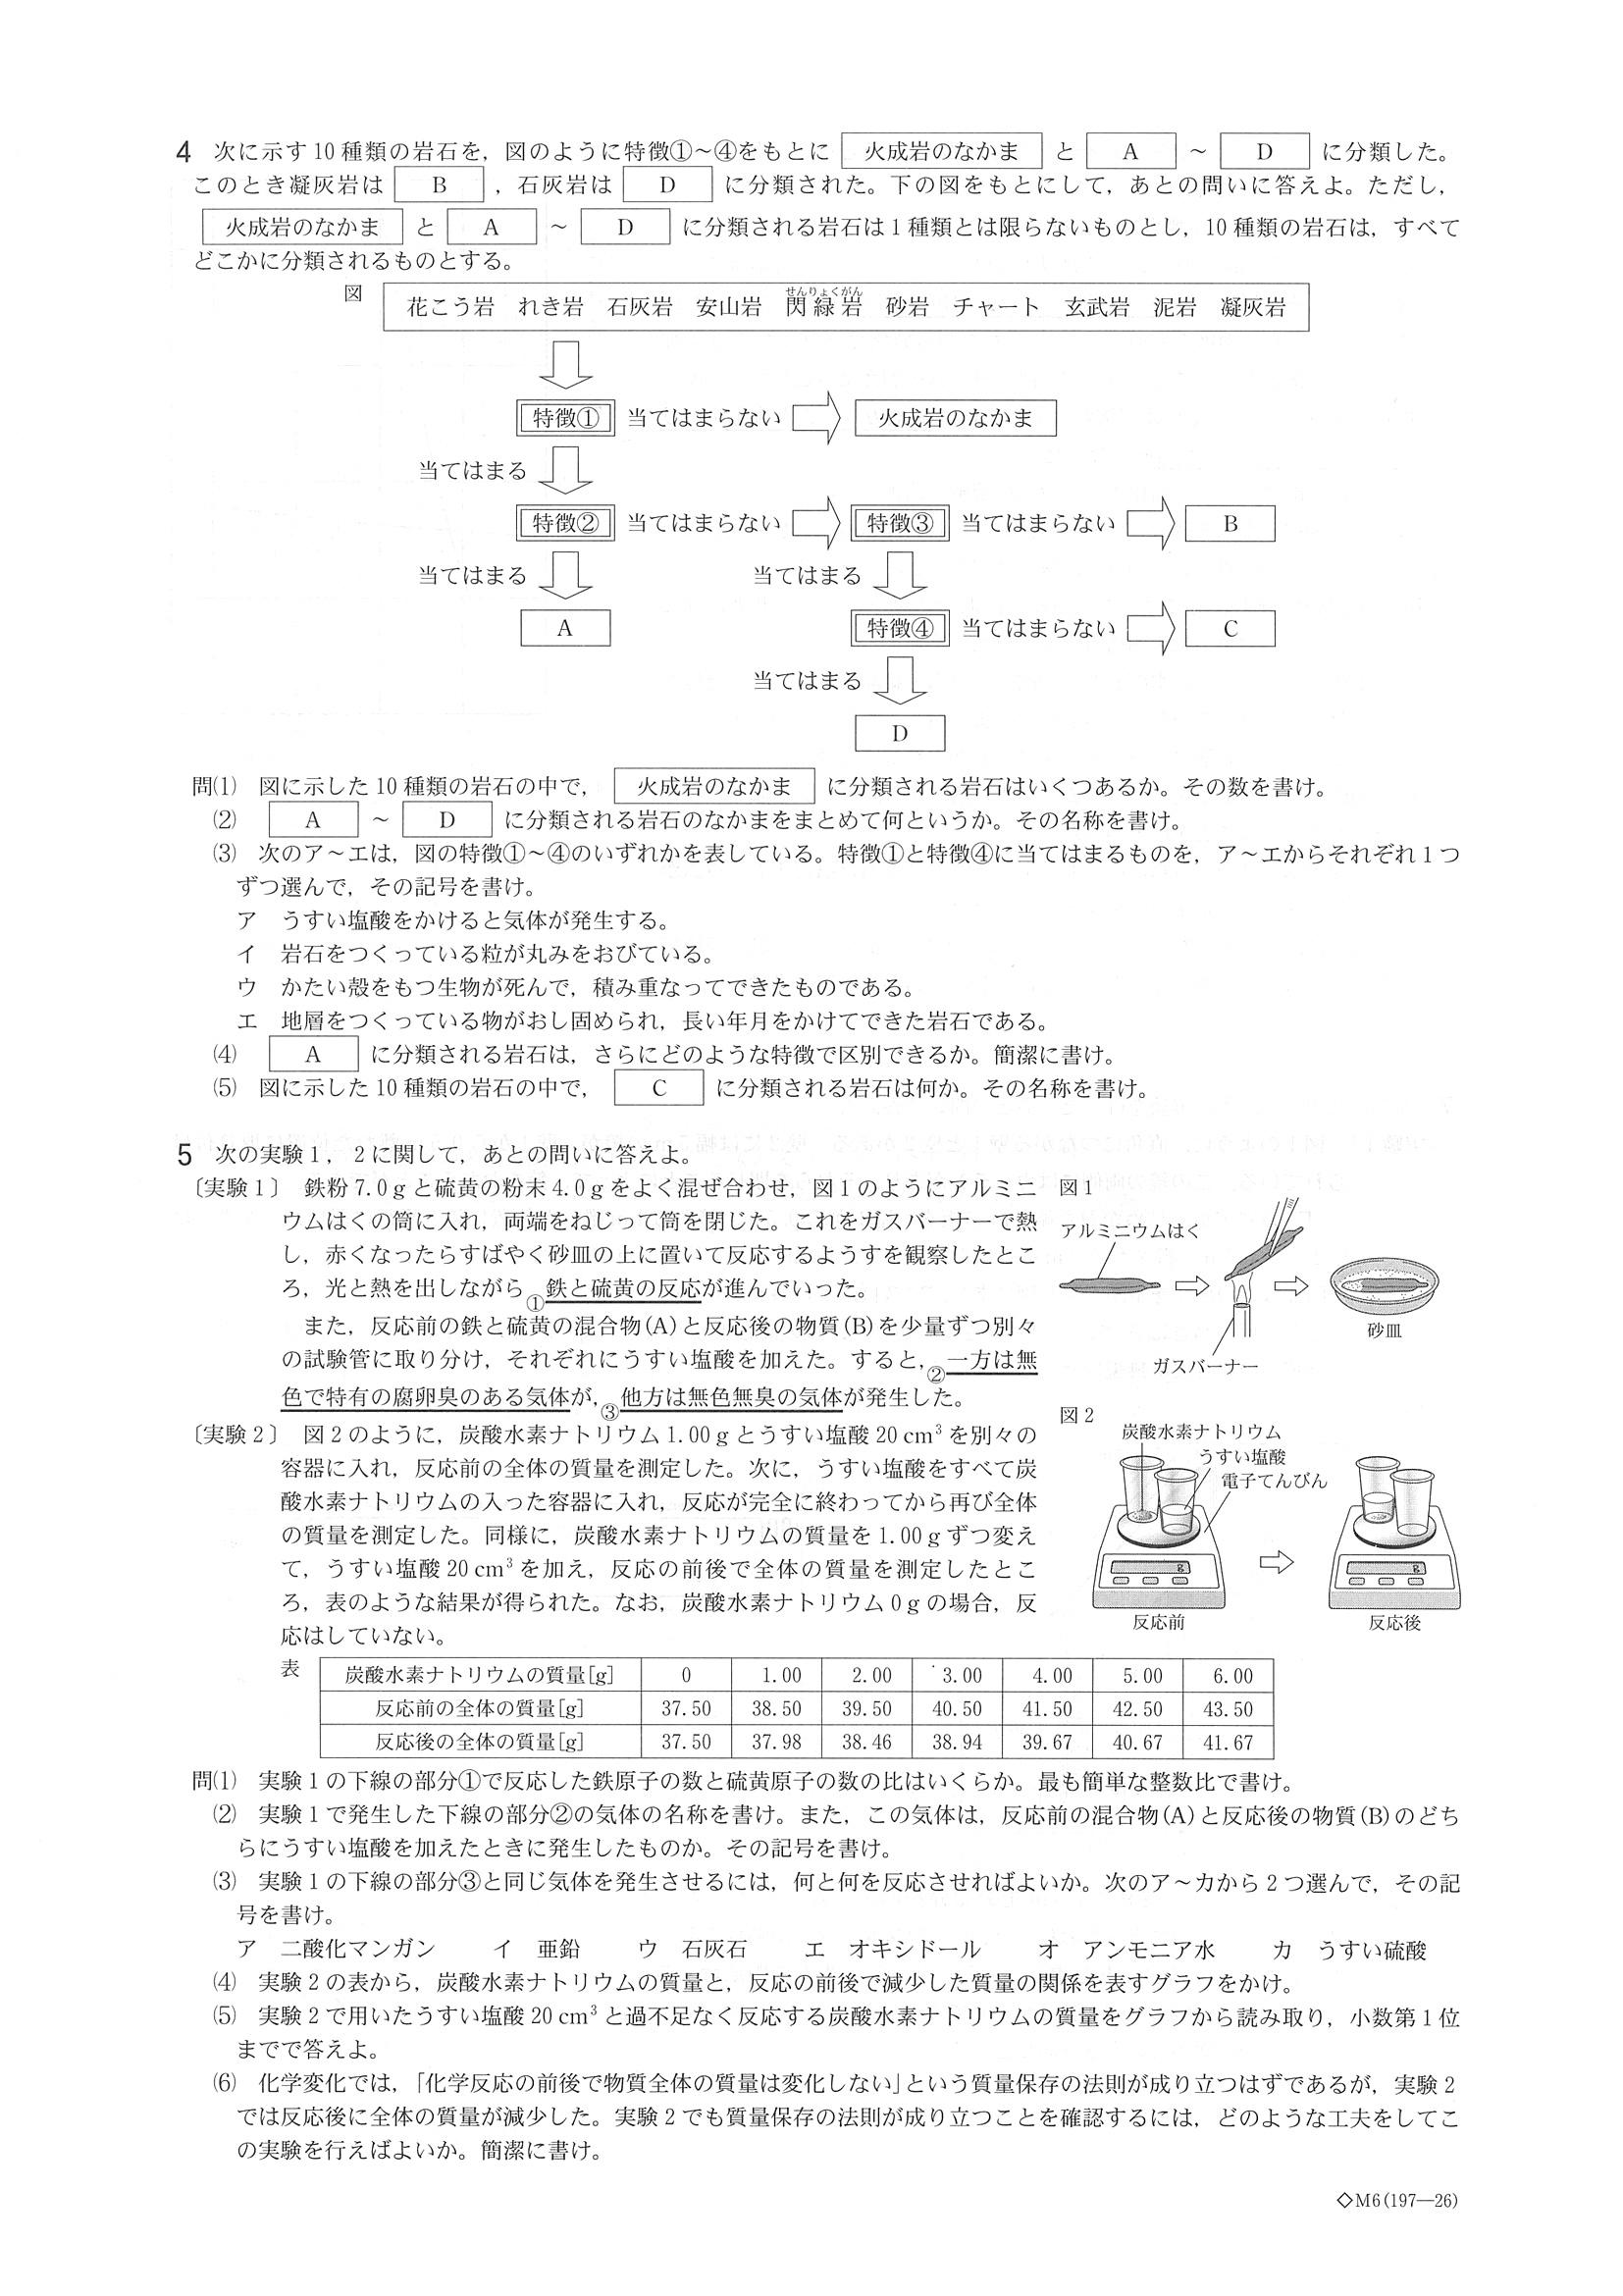 4 次に示す10種類の岩石を，図のように特徴①～④をもとに 火成岩のなかま と A ～ D に分類した。
このとき凝灰岩は B ，石灰岩は D に分類された。下の図をもとにして，あとの問いに答えよ。ただし，
火成岩のなかま と A ～ D に分類される岩石は1種類とは限らないものとし，10種類の岩石は，すべて
どこかに分類されるものとする。
図
せんりょくがん
花こう岩 れき岩 石灰岩 安山岩 閃緑岩 砂岩 チャート 玄武岩 泥岩 凝灰岩
特徴① 当てはまらない 火成岩のなかま
当てはまる
特徴② 当てはまらない 特徴③ 当てはまらない B
当てはまる 当てはまる
A 特徴④ 当てはまらない C
当てはまる
D
問⑴ 図に示した10種類の岩石の中で， 火成岩のなかま に分類される岩石はいくつあるか。その数を書け。
⑵ A ～ D に分類される岩石のなかまをまとめて何というか。その名称を書け。
⑶ 次のア～エは，図の特徴①～④のいずれかを表している。特徴①と特徴④に当てはまるものを，ア～エからそれぞれ1つ
ずつ選んで，その記号を書け。
ア うすい塩酸をかけると気体が発生する。
イ 岩石をつくっている粒が丸みをおびている。
ウ かたい殻をもつ生物が死んで，積み重なってできたものである。
エ 地層をつくっている物がおし固められ，長い年月をかけてできた岩石である。
⑷ A に分類される岩石は，さらにどのような特徴で区別できるか。簡潔に書け。
⑸ 図に示した10種類の岩石の中で， C に分類される岩石は何か。その名称を書け。
5 次の実験1，2に関して，あとの問いに答えよ。
〔実験1〕 鉄粉7.0gと硫黄の粉末4.0gをよく混ぜ合わせ，図1のようにアルミニ
ウムはくの筒に入れ，両端をねじって筒を閉じた。これをガスバーナーで熱
し，赤くなったらすばやく砂皿の上に置いて反応するようすを観察したとこ
ろ，光と熱を出しながら①鉄と硫黄の反応が進んでいった。
また，反応前の鉄と硫黄の混合物(A)と反応後の物質(B)を少量ずつ別々
の試験管に取り分け，それぞれにうすい塩酸を加えた。すると，②一方は無
色で特有の腐卵臭のある気体が，③他方は無色無臭の気体が発生した。
図1
アルミニウムはく
砂皿
ガスバーナー
〔実験2〕 図2のように，炭酸水素ナトリウム1.00gとうすい塩酸20cm³を別々の
容器に入れ，反応前の全体の質量を測定した。次に，うすい塩酸をすべて炭
酸水素ナトリウムの入った容器に入れ，反応が完全に終わってから再び全体
の質量を測定した。同様に，炭酸水素ナトリウムの質量を1.00gずつ変え
て，うすい塩酸20cm³を加え，反応の前後で全体の質量を測定したとこ
ろ，表のような結果が得られた。なお，炭酸水素ナトリウム0gの場合，反
応はしていない。
図2
炭酸水素ナトリウム
うすい塩酸
電子てんびん
g g
反応前 反応後
表
炭酸水素ナトリウムの質量[g] 0 1.00 2.00 3.00 4.00 5.00 6.00
反応前の全体の質量[g] 37.50 38.50 39.50 40.50 41.50 42.50 43.50
反応後の全体の質量[g] 37.50 37.98 38.46 38.94 39.67 40.67 41.67
問⑴ 実験1の下線の部分①で反応した鉄原子の数と硫黄原子の数の比はいくらか。最も簡単な整数比で書け。
⑵ 実験1で発生した下線の部分②の気体の名称を書け。また，この気体は，反応前の混合物(A)と反応後の物質(B)のどち
らにうすい塩酸を加えたときに発生したものか。その記号を書け。
⑶ 実験1の下線の部分③と同じ気体を発生させるには，何と何を反応させればよいか。次のア～カから2つ選んで，その記
号を書け。
ア 二酸化マンガン イ 亜鉛 ウ 石灰石 エ オキシドール オ アンモニア水 カ うすい硫酸
⑷ 実験2の表から，炭酸水素ナトリウムの質量と，反応の前後で減少した質量の関係を表すグラフをかけ。
⑸ 実験2で用いたうすい塩酸20cm³と過不足なく反応する炭酸水素ナトリウムの質量をグラフから読み取り，小数第1位
までで答えよ。
⑹ 化学変化では，「化学反応の前後で物質全体の質量は変化しない」という質量保存の法則が成り立つはずであるが，実験2
では反応後に全体の質量が減少した。実験2でも質量保存の法則が成り立つことを確認するには，どのような工夫をしてこ
の実験を行えばよいか。簡潔に書け。
◇M6(197—26)